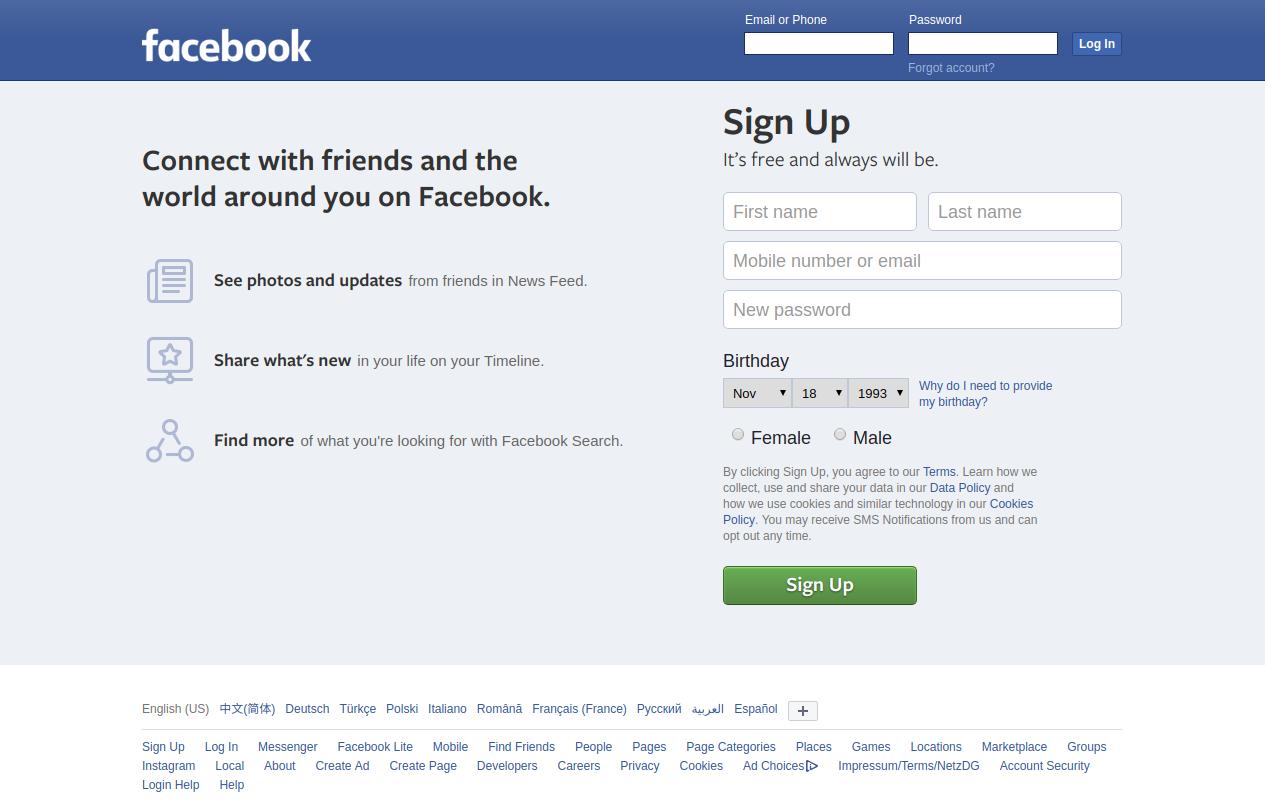 facebook
Email or Phone
Password
Log In
Forgot account?
Connect with friends and the
world around you on Facebook.
See photos and updates from friends in News Feed.
Share what's new in your life on your Timeline.
Find more of what you're looking for with Facebook Search.
Sign Up
It's free and always will be.
First name Last name
Mobile number or email
New password
Birthday
Nov 18 1993
Why do I need to provide
my birthday?
Female Male
By clicking Sign Up, you agree to our Terms. Learn how we
collect, use and share your data in our Data Policy and
how we use cookies and similar technology in our Cookies
Policy. You may receive SMS Notifications from us and can
opt out any time.
Sign Up
English (US) 中文(简体) Deutsch Türkçe Polski Italiano Română Français (France) Русский العربية Español +
Sign Up Log In Messenger Facebook Lite Mobile Find Friends People Pages Page Categories Places Games Locations Marketplace Groups
Instagram Local About Create Ad Create Page Developers Careers Privacy Cookies Ad Choices Impressum/Terms/NetzDG Account Security
Login Help Help